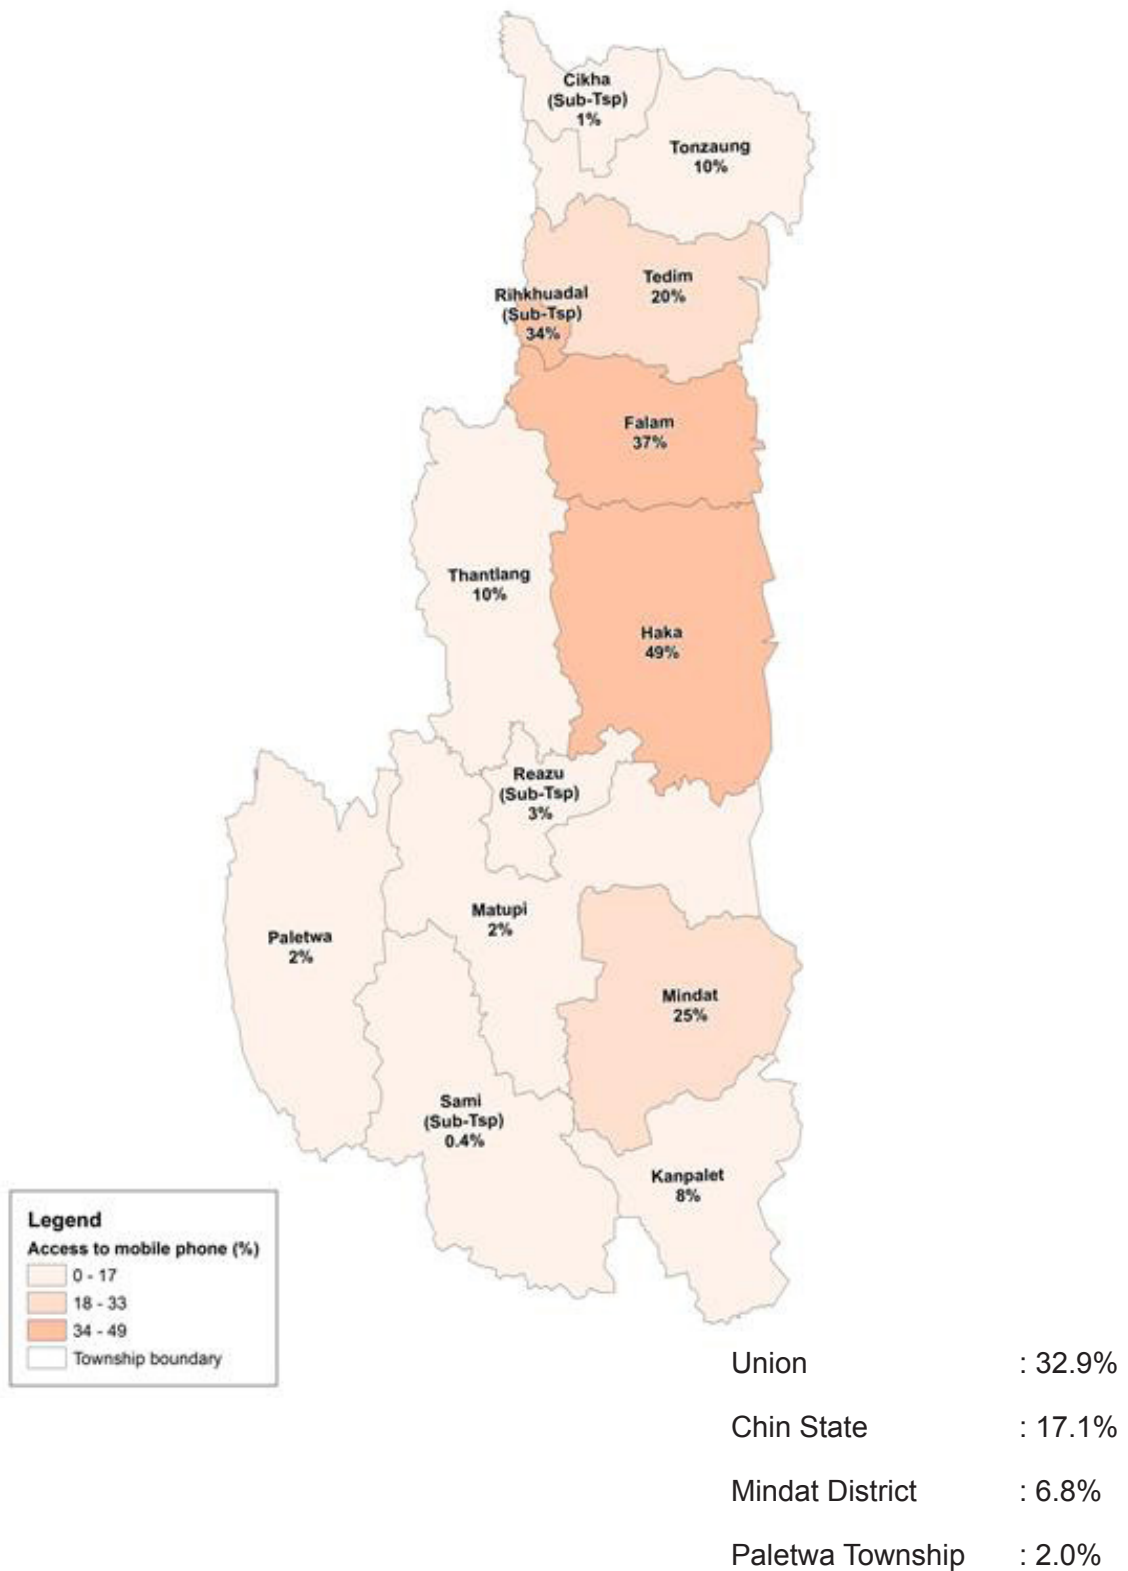 Cikha
(Sub-Tsp)
1%
Tonzaung
10%
Tedim
20%
Rihkhuadal
(Sub-Tsp)
34%
Falam
37%
Thantlang
10%
Haka
49%
Reazu
(Sub-Tsp)
3%
Matupi
2%
Paletwa
2%
Mindat
25%
Sami
(Sub-Tsp)
0.4%
Kanpalet
8%
Legend
Access to mobile phone (%)
0 - 17
18 - 33
34 - 49
Township boundary
Union : 32.9%
Chin State : 17.1%
Mindat District : 6.8%
Paletwa Township : 2.0%